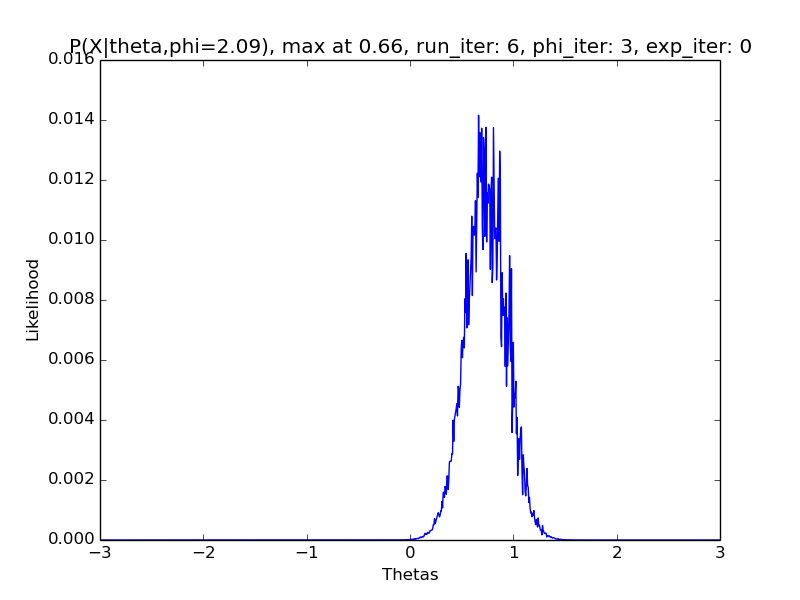 P(X|theta,phi=2.09), max at 0.66, run_iter: 6, phi_iter: 3, exp_iter: 0
0.016
0.014
0.012
0.010
0.008
0.006
0.004
0.002
0.000
Likelihood
−3 −2 −1 0 1 2 3
Thetas